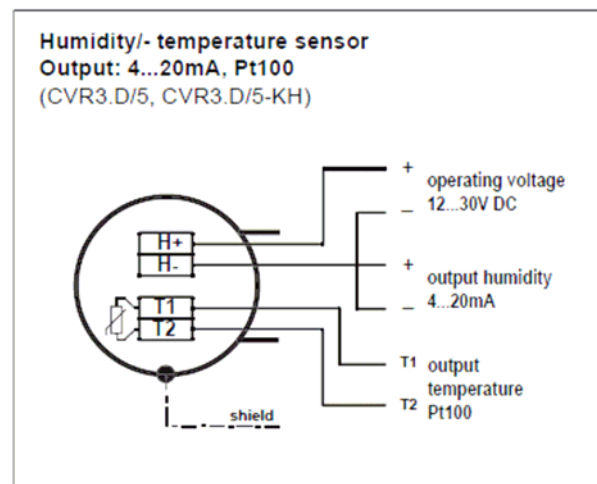 Humidity/- temperature sensor
Output: 4...20mA, Pt100
(CVR3.D/5, CVR3.D/5-KH)
+
operating voltage
12...30V DC
–
H+
H-
+
output humidity
4...20mA
–
T1
T2
T1 output
temperature
T2 Pt100
shield